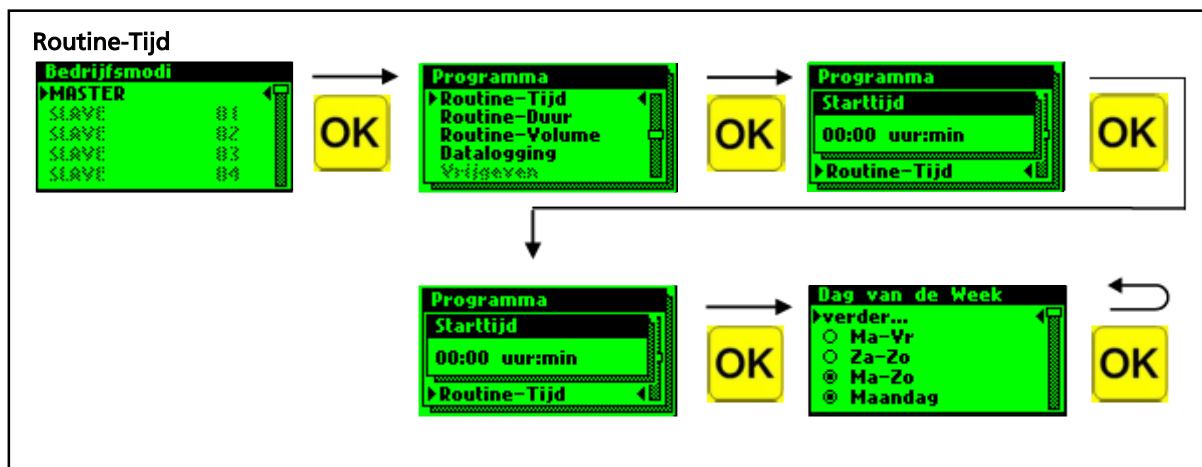 Routine-Tijd
Bedrijfsmodi
MASTER
SLAVE 01
SLAVE 02
SLAVE 03
SLAVE 04
OK
Programma
Routine-Tijd
Routine-Duur
Routine-Volume
Datalogging
Vrijgeven
OK
Programma
Starttijd
00:00 uur:min
Routine-Tijd
OK
Programma
Starttijd
00:00 uur:min
Routine-Tijd
OK
Dag van de Week
verder...
Ma-Vr
Za-Zo
Ma-Zo
Maandag
OK